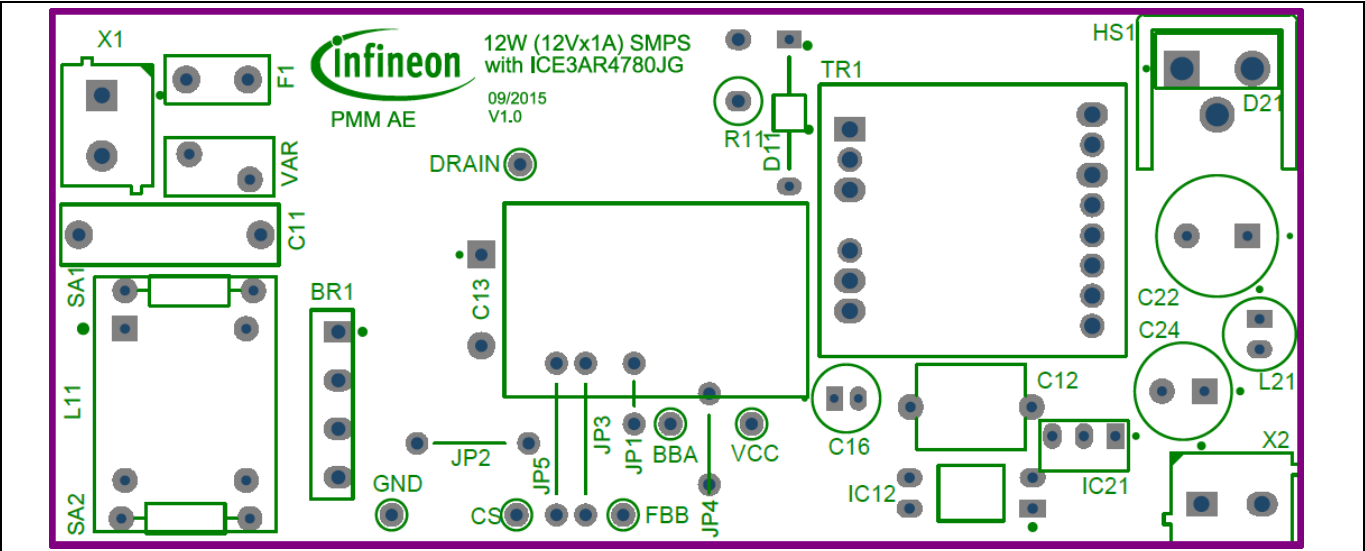 X1
F1
infineon
12W (12Vx1A) SMPS
with ICE3AR4780JG
09/2015
V1.0
PMM AE
HS1
TR1
D21
R11
D11
DRAIN
VAR
C11
SA1
BR1
C13
C22
C24
L21
L11
C12
C16
JP3
JP1
BBA
VCC
JP2
JP5
X2
IC21
IC12
GND
CS
FBB
JP4
SA2